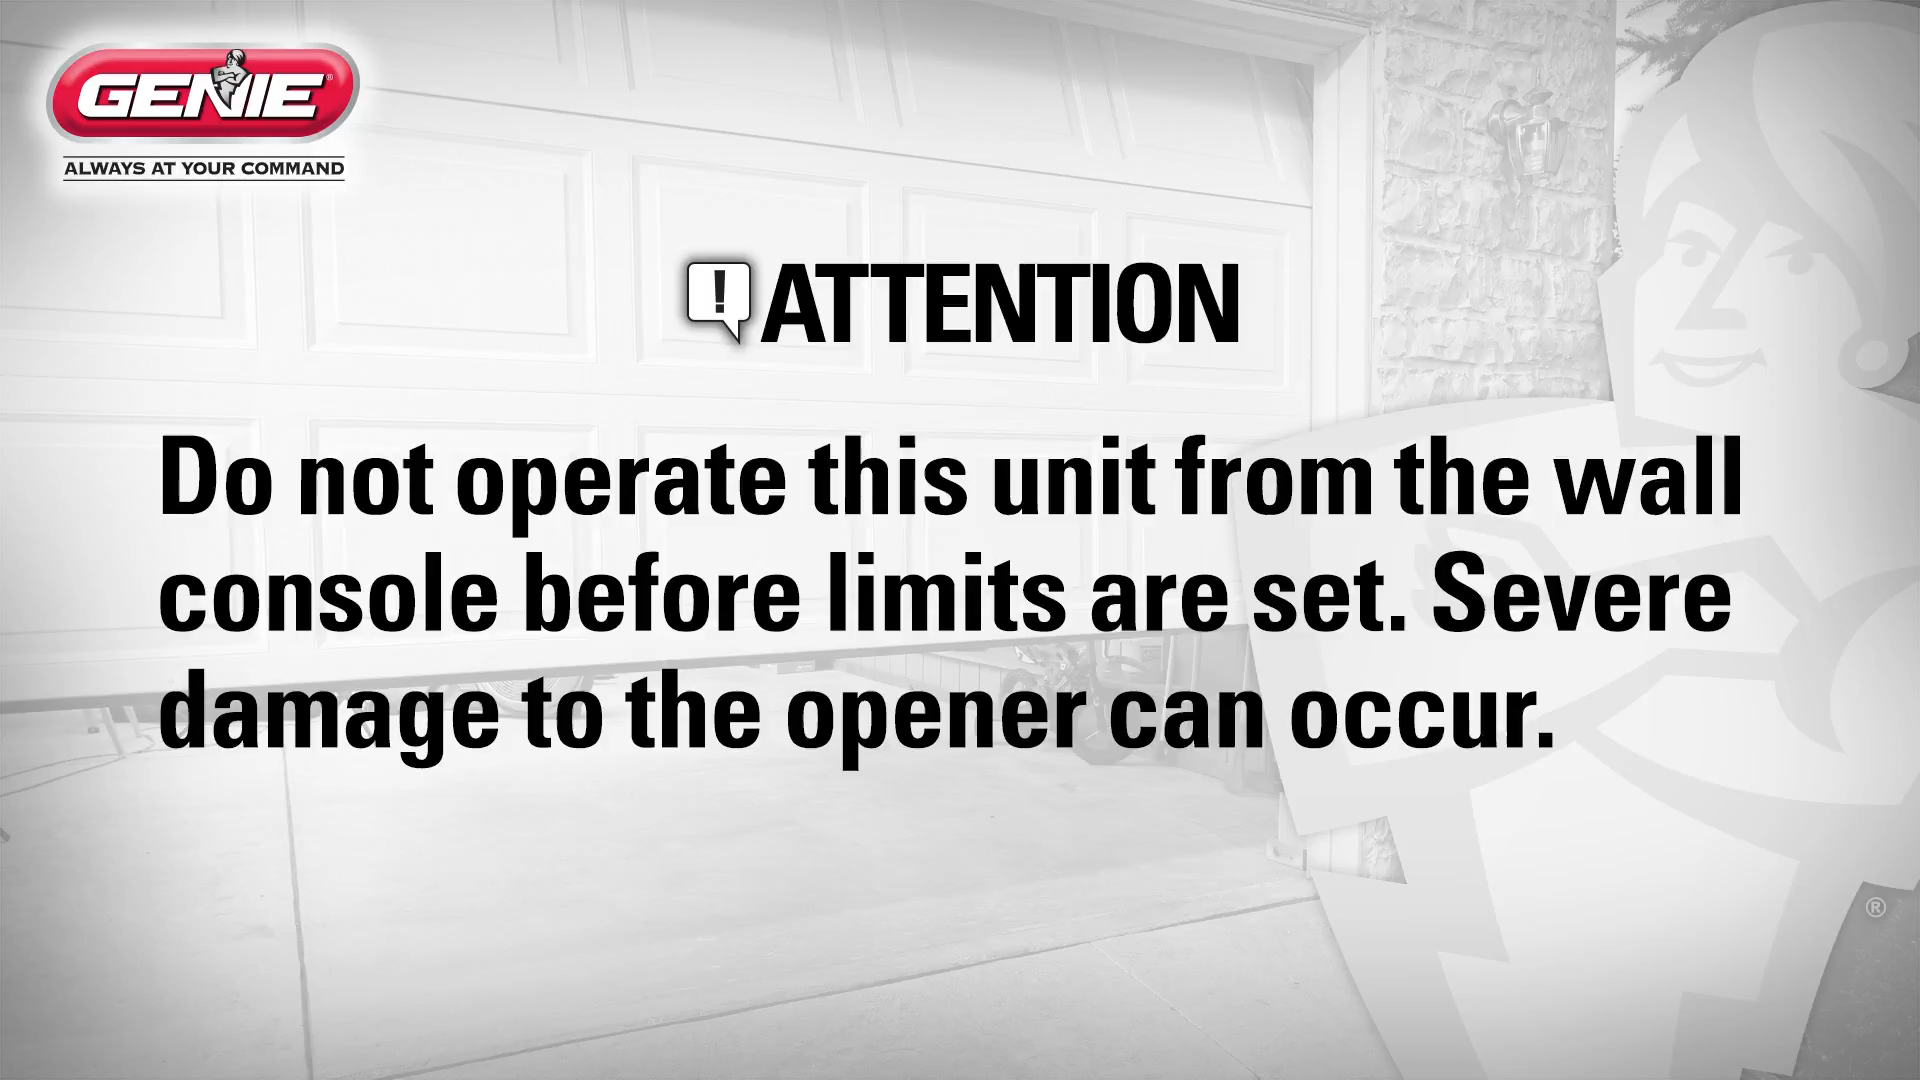 GENIE®
ALWAYS AT YOUR COMMAND
! ATTENTION
Do not operate this unit from the wall
console before limits are set. Severe
damage to the opener can occur.
®